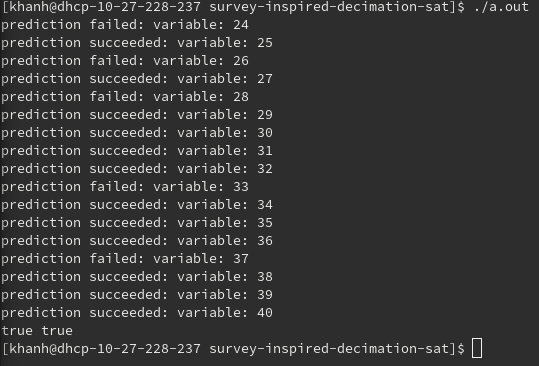 [khanh@dhcp-10-27-228-237 survey-inspired-decimation-sat]$ ./a.out
prediction failed: variable: 24
prediction succeeded: variable: 25
prediction failed: variable: 26
prediction succeeded: variable: 27
prediction failed: variable: 28
prediction succeeded: variable: 29
prediction succeeded: variable: 30
prediction succeeded: variable: 31
prediction succeeded: variable: 32
prediction failed: variable: 33
prediction succeeded: variable: 34
prediction succeeded: variable: 35
prediction succeeded: variable: 36
prediction failed: variable: 37
prediction succeeded: variable: 38
prediction succeeded: variable: 39
prediction succeeded: variable: 40
true true
[khanh@dhcp-10-27-228-237 survey-inspired-decimation-sat]$